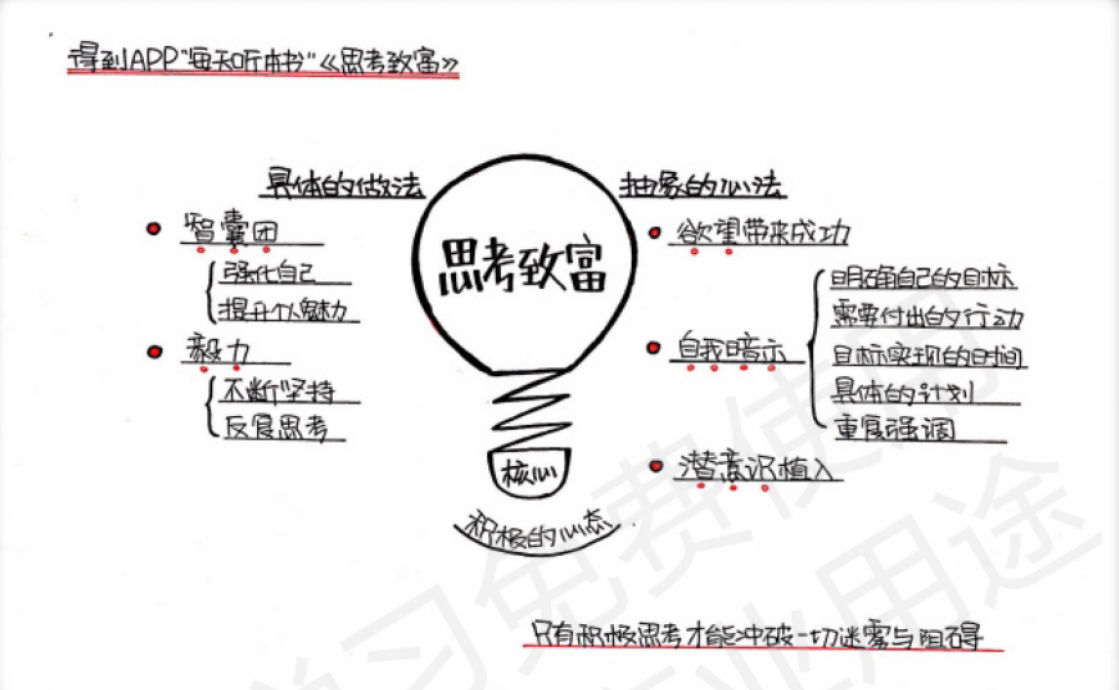 得到APP“每天听本书”《思考致富》
具体的做法
智囊团
强化自己
提升个人魅力
毅力
不断坚持
反复思考
思考致富
核心
积极的心态
抽象的心法
欲望带来成功
自我暗示
明确自己的目标
需要付出的行动
目标实现的时间
具体的计划
重复强调
潜意识植入
只有积极思考才能冲破一切迷雾与阻碍
学习免费使用
业用途